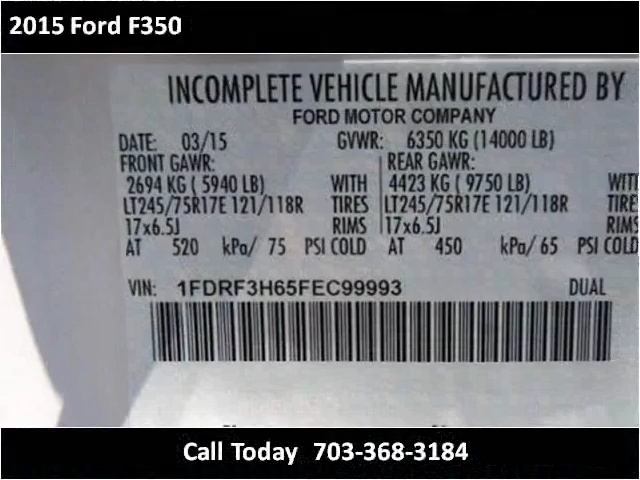 2015 Ford F350
INCOMPLETE VEHICLE MANUFACTURED BY
FORD MOTOR COMPANY
DATE: 03/15 GVWR: 6350 KG (14000 LB)
FRONT GAWR: REAR GAWR:
2694 KG ( 5940 LB) WITH 4423 KG ( 9750 LB) WITH
LT245/75R17E 121/118R TIRES LT245/75R17E 121/118R TIRE
17x6.5J RIMS 17x6.5J RIMS
AT 520 kPa/ 75 PSI COLD AT 450 kPa/ 65 PSI COLD
VIN: 1FDRF3H65FEC99993 DUAL
Call Today 703-368-3184